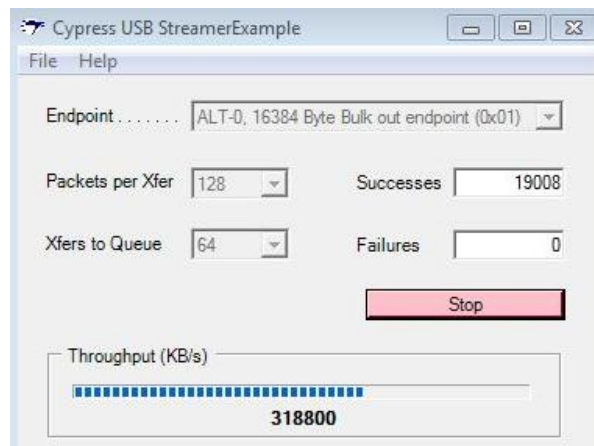 Cypress USB StreamerExample
File Help
Endpoint . . . . . . . ALT-0, 16384 Byte Bulk out endpoint (0x01)
Packets per Xfer 128 Successes 19008
Xfers to Queue 64 Failures 0
Stop
Throughput (KB/s)
318800